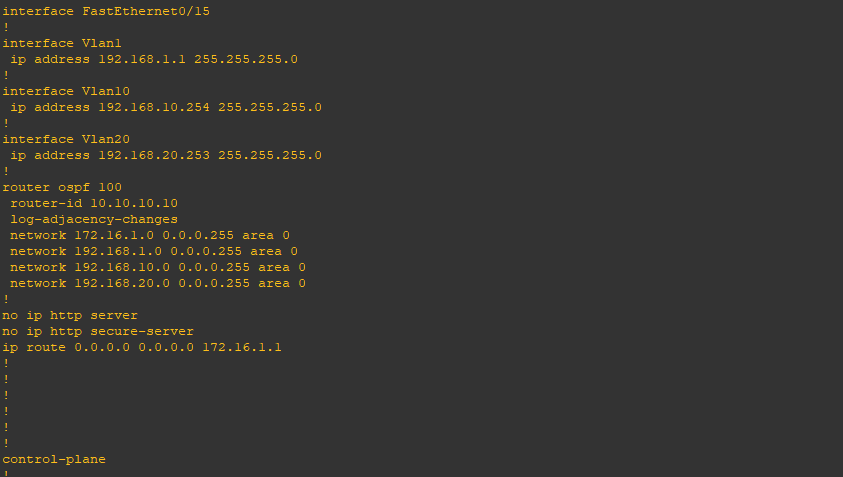 interface FastEthernet0/15
!
interface Vlan1
 ip address 192.168.1.1 255.255.255.0
!
interface Vlan10
 ip address 192.168.10.254 255.255.255.0
!
interface Vlan20
 ip address 192.168.20.253 255.255.255.0
!
router ospf 100
 router-id 10.10.10.10
 log-adjacency-changes
 network 172.16.1.0 0.0.0.255 area 0
 network 192.168.1.0 0.0.0.255 area 0
 network 192.168.10.0 0.0.0.255 area 0
 network 192.168.20.0 0.0.0.255 area 0
!
no ip http server
no ip http secure-server
ip route 0.0.0.0 0.0.0.0 172.16.1.1
!
!
!
!
!
!
control-plane
!